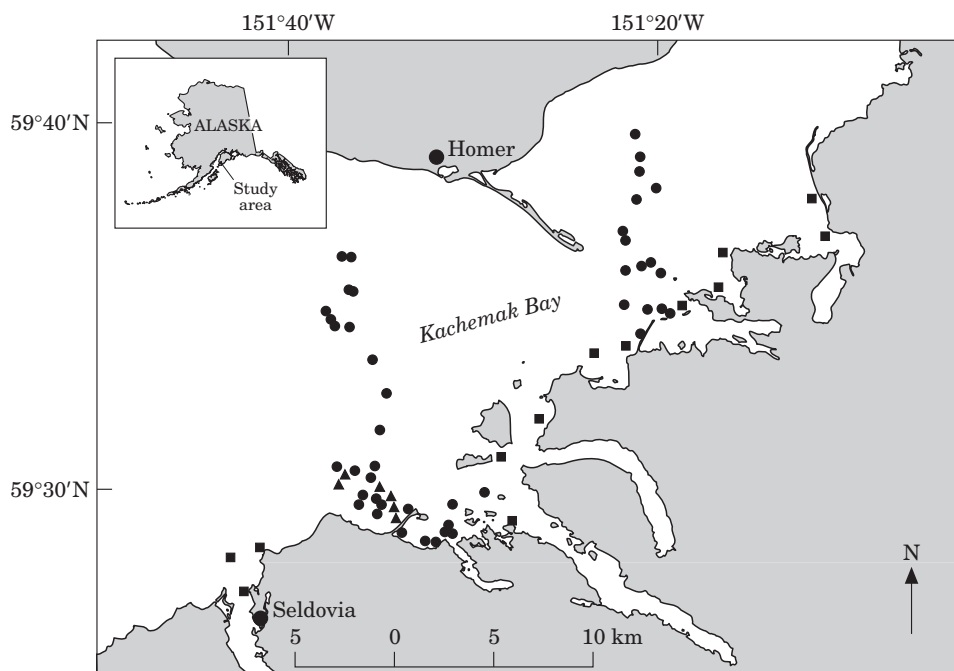 151°40′W 151°20′W
59°40′N
ALASKA
Study
area
Homer
Kachemak Bay
59°30′N
N
Seldovia
5 0 5 10 km